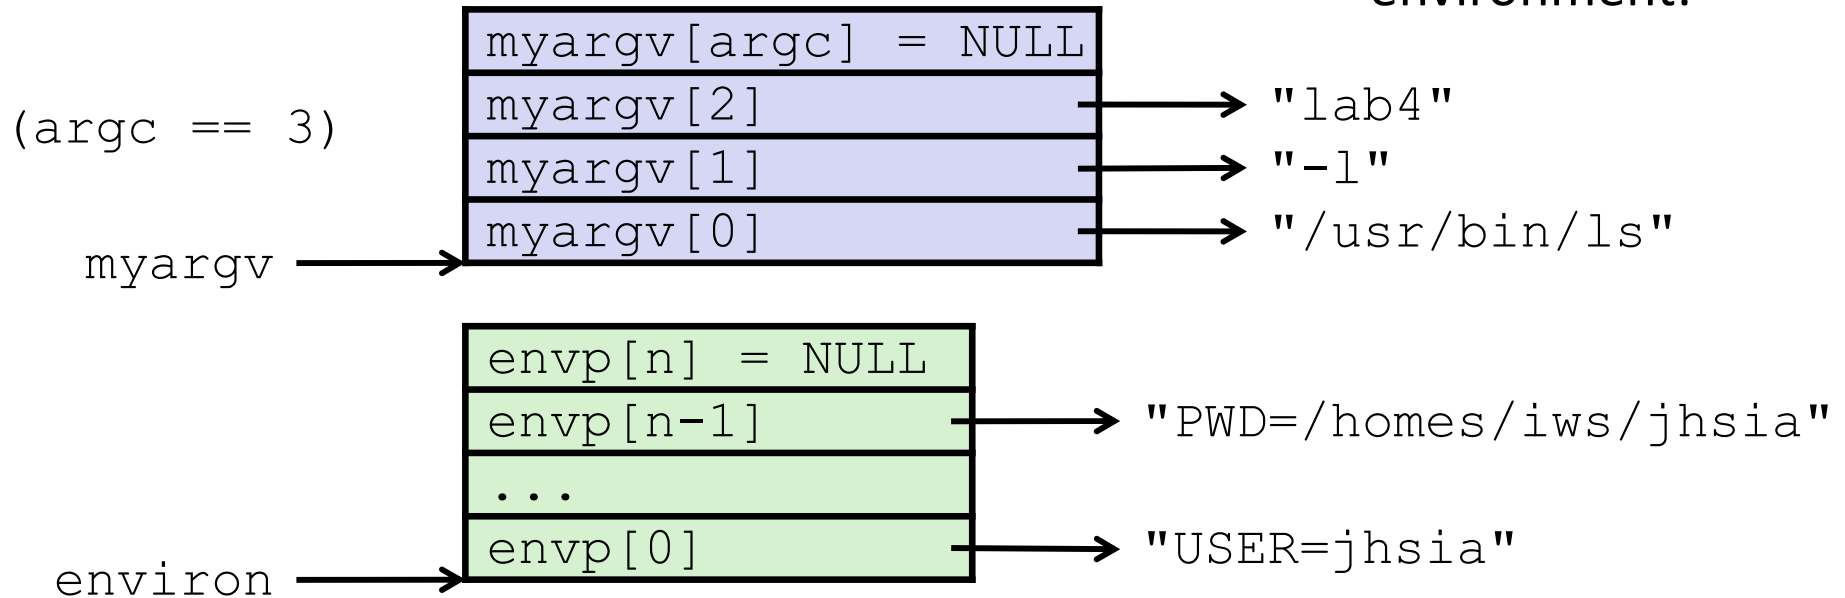 environment:
myargv[argc] = NULL
myargv[2]
"lab4"
(argc == 3)
myargv[1]
"-l"
myargv[0]
"/usr/bin/ls"
myargv
envp[n] = NULL
envp[n-1]
"PWD=/homes/iws/jhsia"
...
envp[0]
"USER=jhsia"
environ